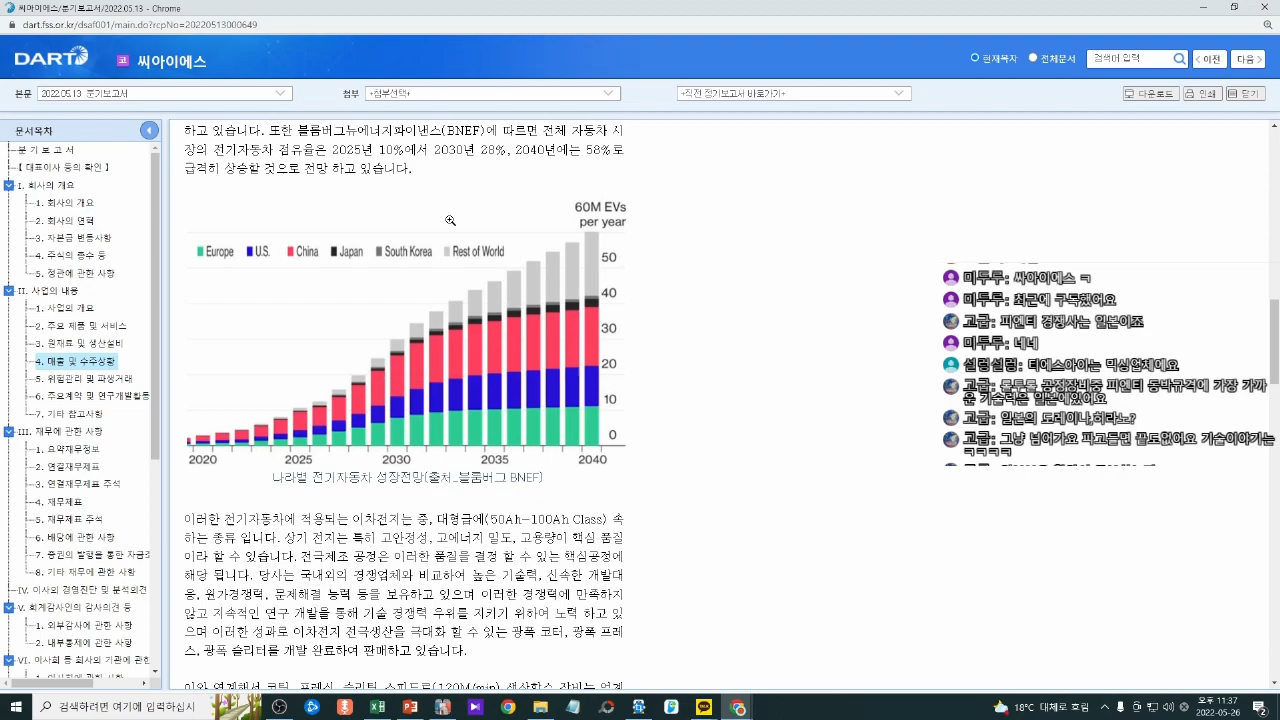 씨아이에스/분기보고서/2022.05.13 - Chrome
dart.fss.or.kr/dsaf001/main.do?rcpNo=20220513000649
DART 고 씨아이에스
현재목차 전체문서 검색어 입력 이전 다음
본문 2022.05.13 분기보고서 첨부 +첨부선택+ +직전 정기보고서 바로가기+ 다운로드 인쇄 닫기
문서목차
분 기 보 고 서
【 대표이사 등의 확인 】
I. 회사의 개요
1. 회사의 개요
2. 회사의 연혁
3. 자본금 변동사항
4. 주식의 총수 등
5. 정관에 관한 사항
II. 사업의 내용
1. 사업의 개요
2. 주요 제품 및 서비스
3. 원재료 및 생산설비
4. 매출 및 수주상황
5. 위험관리 및 파생거래
6. 주요계약 및 연구개발활동
7. 기타 참고사항
III. 재무에 관한 사항
1. 요약재무정보
2. 연결재무제표
3. 연결재무제표 주석
4. 재무제표
5. 재무제표 주석
6. 배당에 관한 사항
7. 증권의 발행을 통한 자금조
8. 기타 재무에 관한 사항
IV. 이사의 경영진단 및 분석의견
V. 회계감사인의 감사의견 등
1. 외부감사에 관한 사항
2. 내부통제에 관한 사항
VI. 이사회 등 회사의 기관에 관한
하고 있습니다. 또한 블룸버그뉴에너지파이낸스(BNEF)에 따르면 전체 자동차 시
장의 전기자동차 점유율은 2025년 10%에서 2030년 28%, 2040년에는 58%로
급격히 상승할 것으로 전망 하고 있습니다.
60M EVs
per year
Europe U.S. China Japan South Korea Rest of World
50
40
30
20
10
0
2020 2025 2030 2035 2040
나라별 전기자동차 성장전망(출처_블룸버그 BNEF)
이러한 전기자동차에 적용되는 이차전지는 중, 대형급에(50Ah-100Ah Class) 속
하는 종류 입니다. 상기 전지는 특히 고안정성, 고에너지 밀도, 고용량이 핵심 품질
이라 할 수 있습니다. 전극제조 공정은 이러한 품질을 결정 할 수 있는 핵심공정에
해당 됩니다. 당사는 국내외의 경쟁업체와 비교하여 높은 기술력, 신속한 개발대
응, 원가경쟁력, 문제해결 능력 등을 보유하고 있으며 이러한 경쟁력에 만족하지
않고 지속적인 연구 개발을 통해 기술 경쟁력 우위를 지키기 위하여 노력 하고 있
으며 이러한 성과로 이차전지 전극생산을 극대화 할 수 있는 광폭 코터, 광폭 프레
스, 광폭 슬리터를 개발 완료하여 판매하고 있습니다.
미투루: 씨아이에스 ㅋ
미투루: 최근에 구독했어요
고급: 피엔티 경쟁사는 일본이죠
미투루: 네네
설렁설렁: 티에스아이는 믹싱업체에요
고급: 롤투롤 공정장비중 피엔티 동박규격에 가장 가까
운 기술력은 일본에있어요
고급: 일본의 도레이나,히라노?
고급: 그냥 넘어가요 파고들면 끝도없어요 기술이야기는
ㅋㅋㅋㅋ
검색하려면 여기에 입력하십시
18°C 대체로 흐림
오후 11:37
2022-05-26